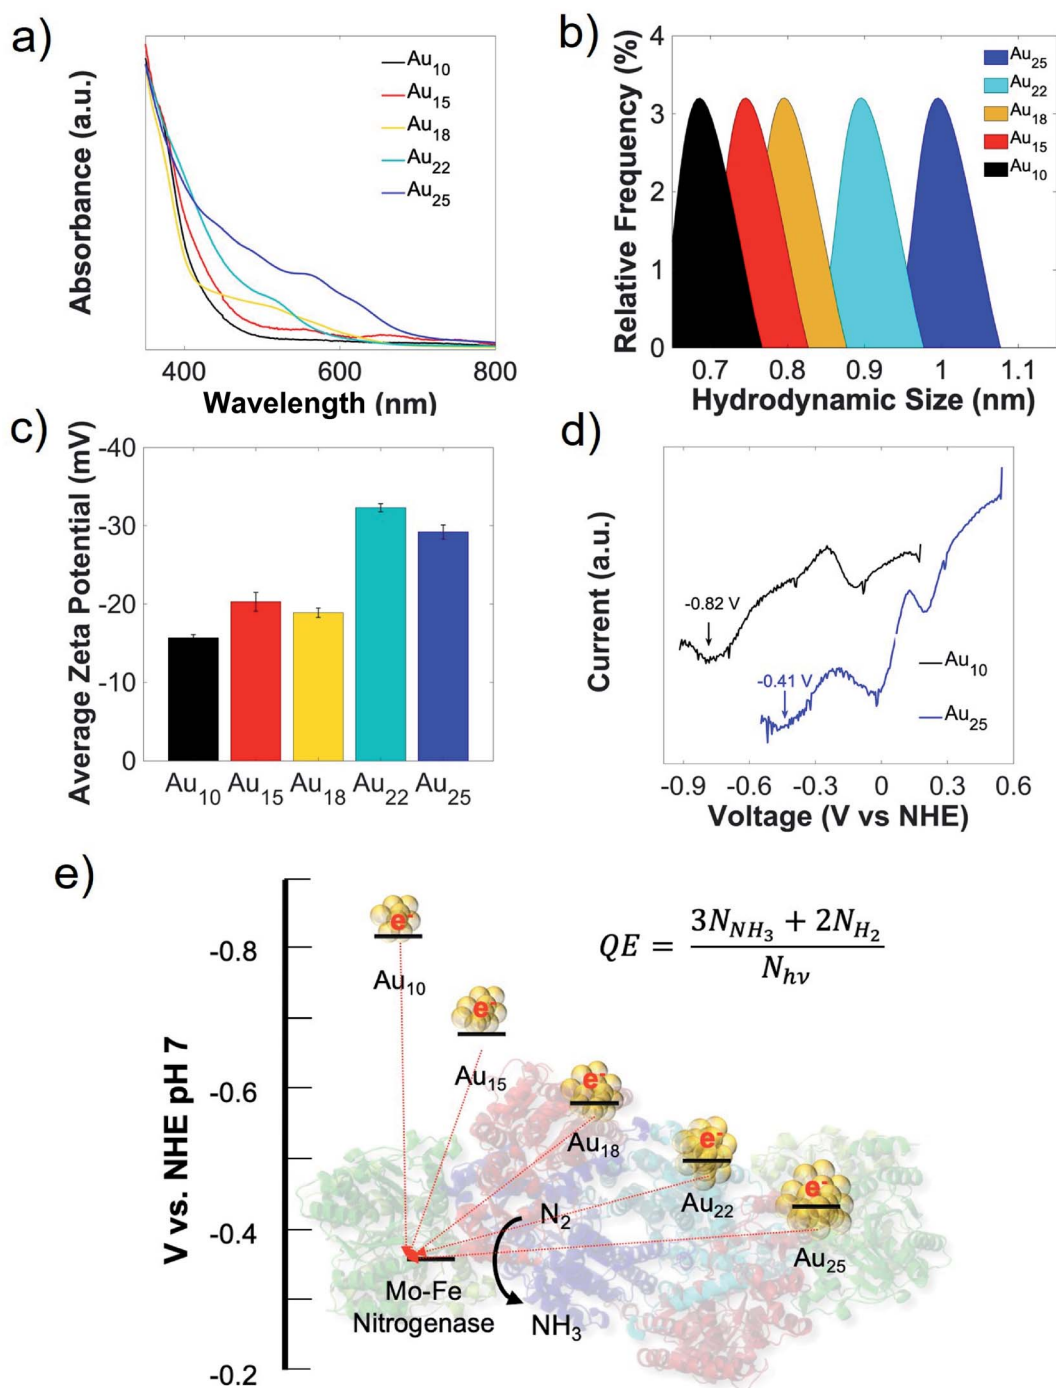 a)
Absorbance (a.u.)
Au10
Au15
Au18
Au22
Au25
400
600
800
Wavelength (nm)
b)
Relative Frequency (%)
4
3
2
1
0
Au25
Au22
Au18
Au15
Au10
0.7
0.8
0.9
1
1.1
Hydrodynamic Size (nm)
c)
Average Zeta Potential (mV)
-40
-30
-20
-10
0
Au10
Au15
Au18
Au22
Au25
d)
Current (a.u.)
-0.82 V
-0.41 V
Au10
Au25
-0.9
-0.6
-0.3
0
0.3
0.6
Voltage (V vs NHE)
e)
V vs. NHE pH 7
-0.8
-0.6
-0.4
-0.2
QE = (3N_NH3 + 2N_H2) / N_hν
e-
Au10
e-
Au15
e-
Au18
e-
Au22
e-
Au25
N2
Mo-Fe
Nitrogenase
NH3